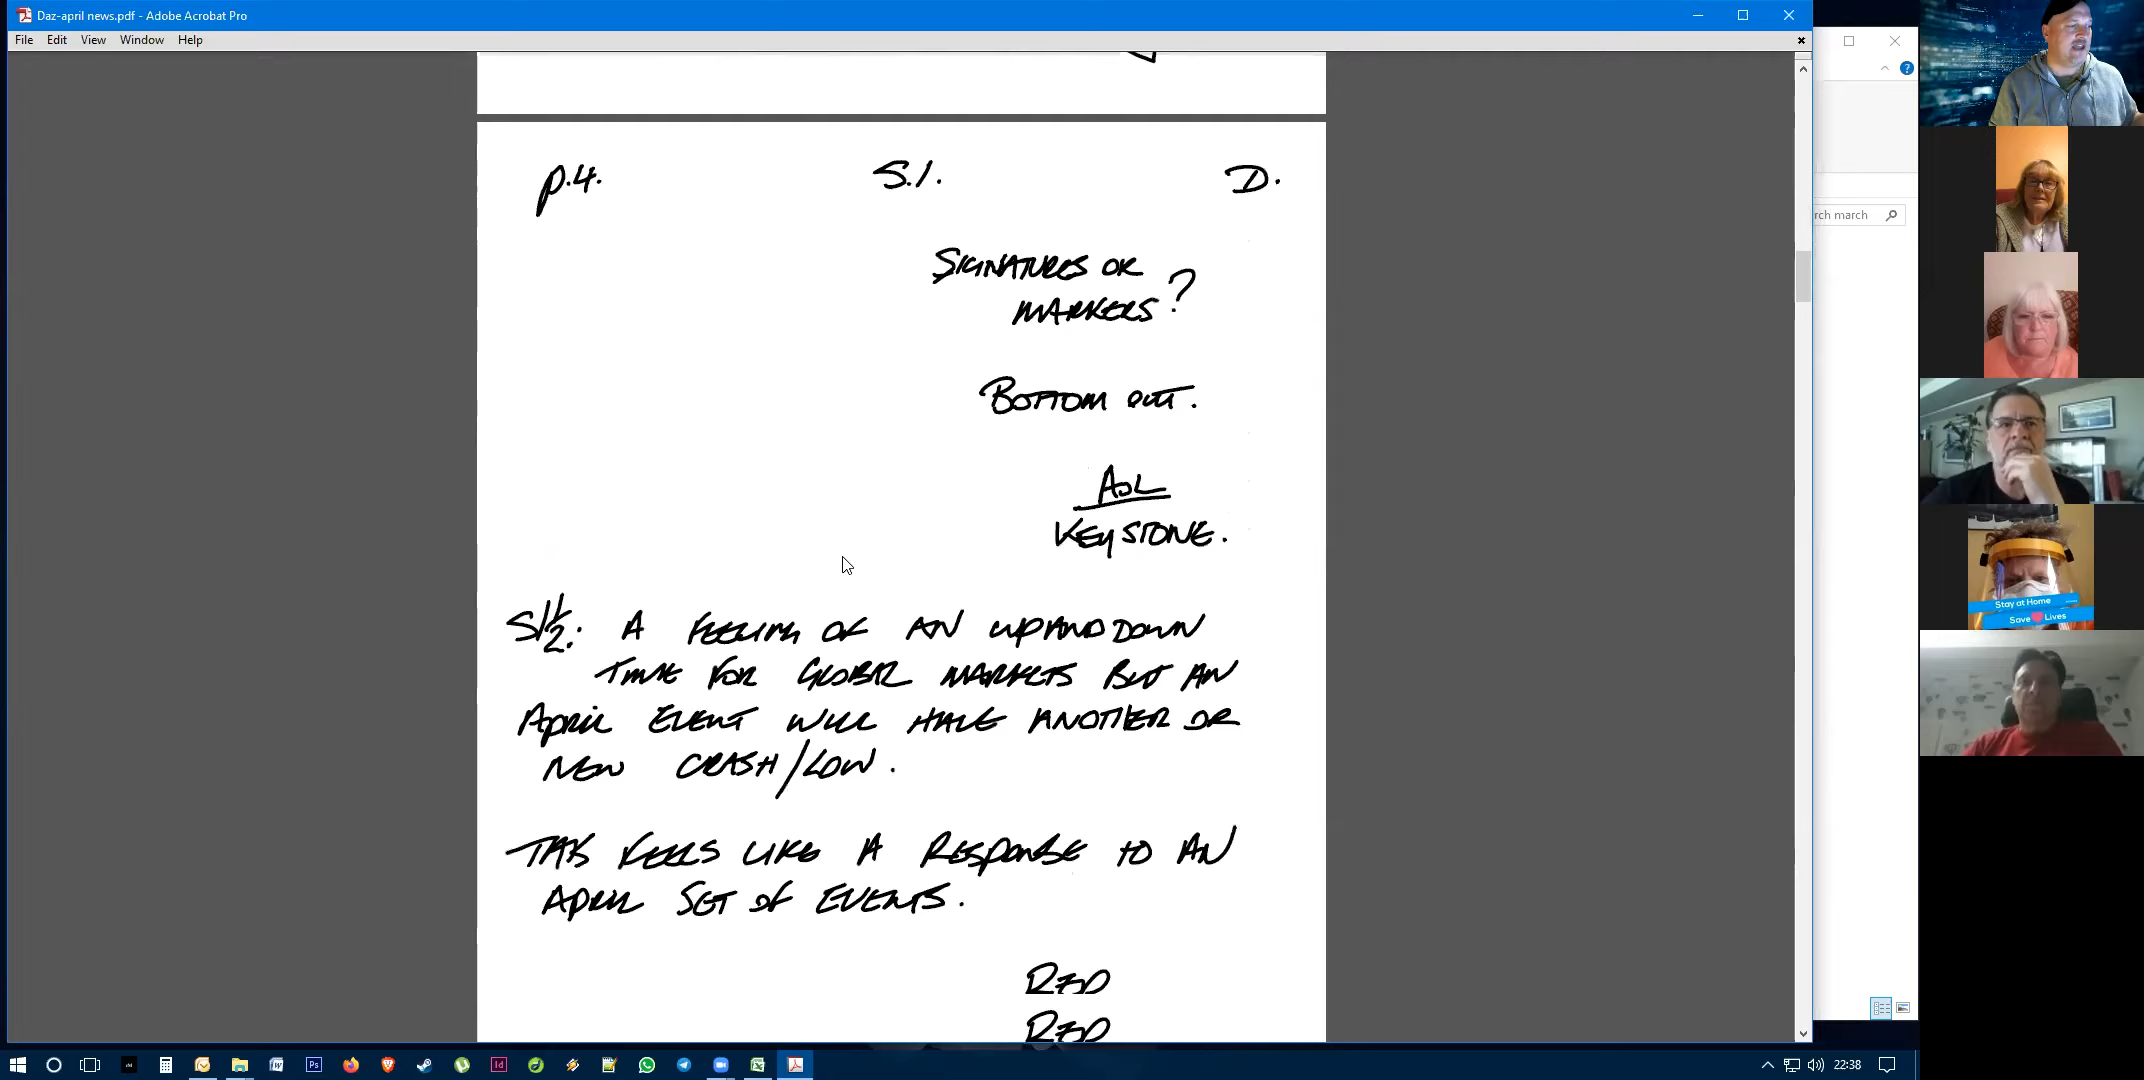 Daz-april news.pdf - Adobe Acrobat Pro
File Edit View Window Help
rch march
P.4. S.1. D.
SIGNATURES OR
MARKERS?
BOTTOM OUT.
AOL
KEYSTONE.
S1½: A FEELING OF AN UP AND DOWN
TIME FOR GLOBAL MARKETS BUT AN
APRIL EVENT WILL HAVE ANOTHER OR
NEW CRASH/LOW.
THIS FEELS LIKE A RESPONSE TO AN
APRIL SET OF EVENTS.
RED
RED
Stay at Home
Save Lives
22:38